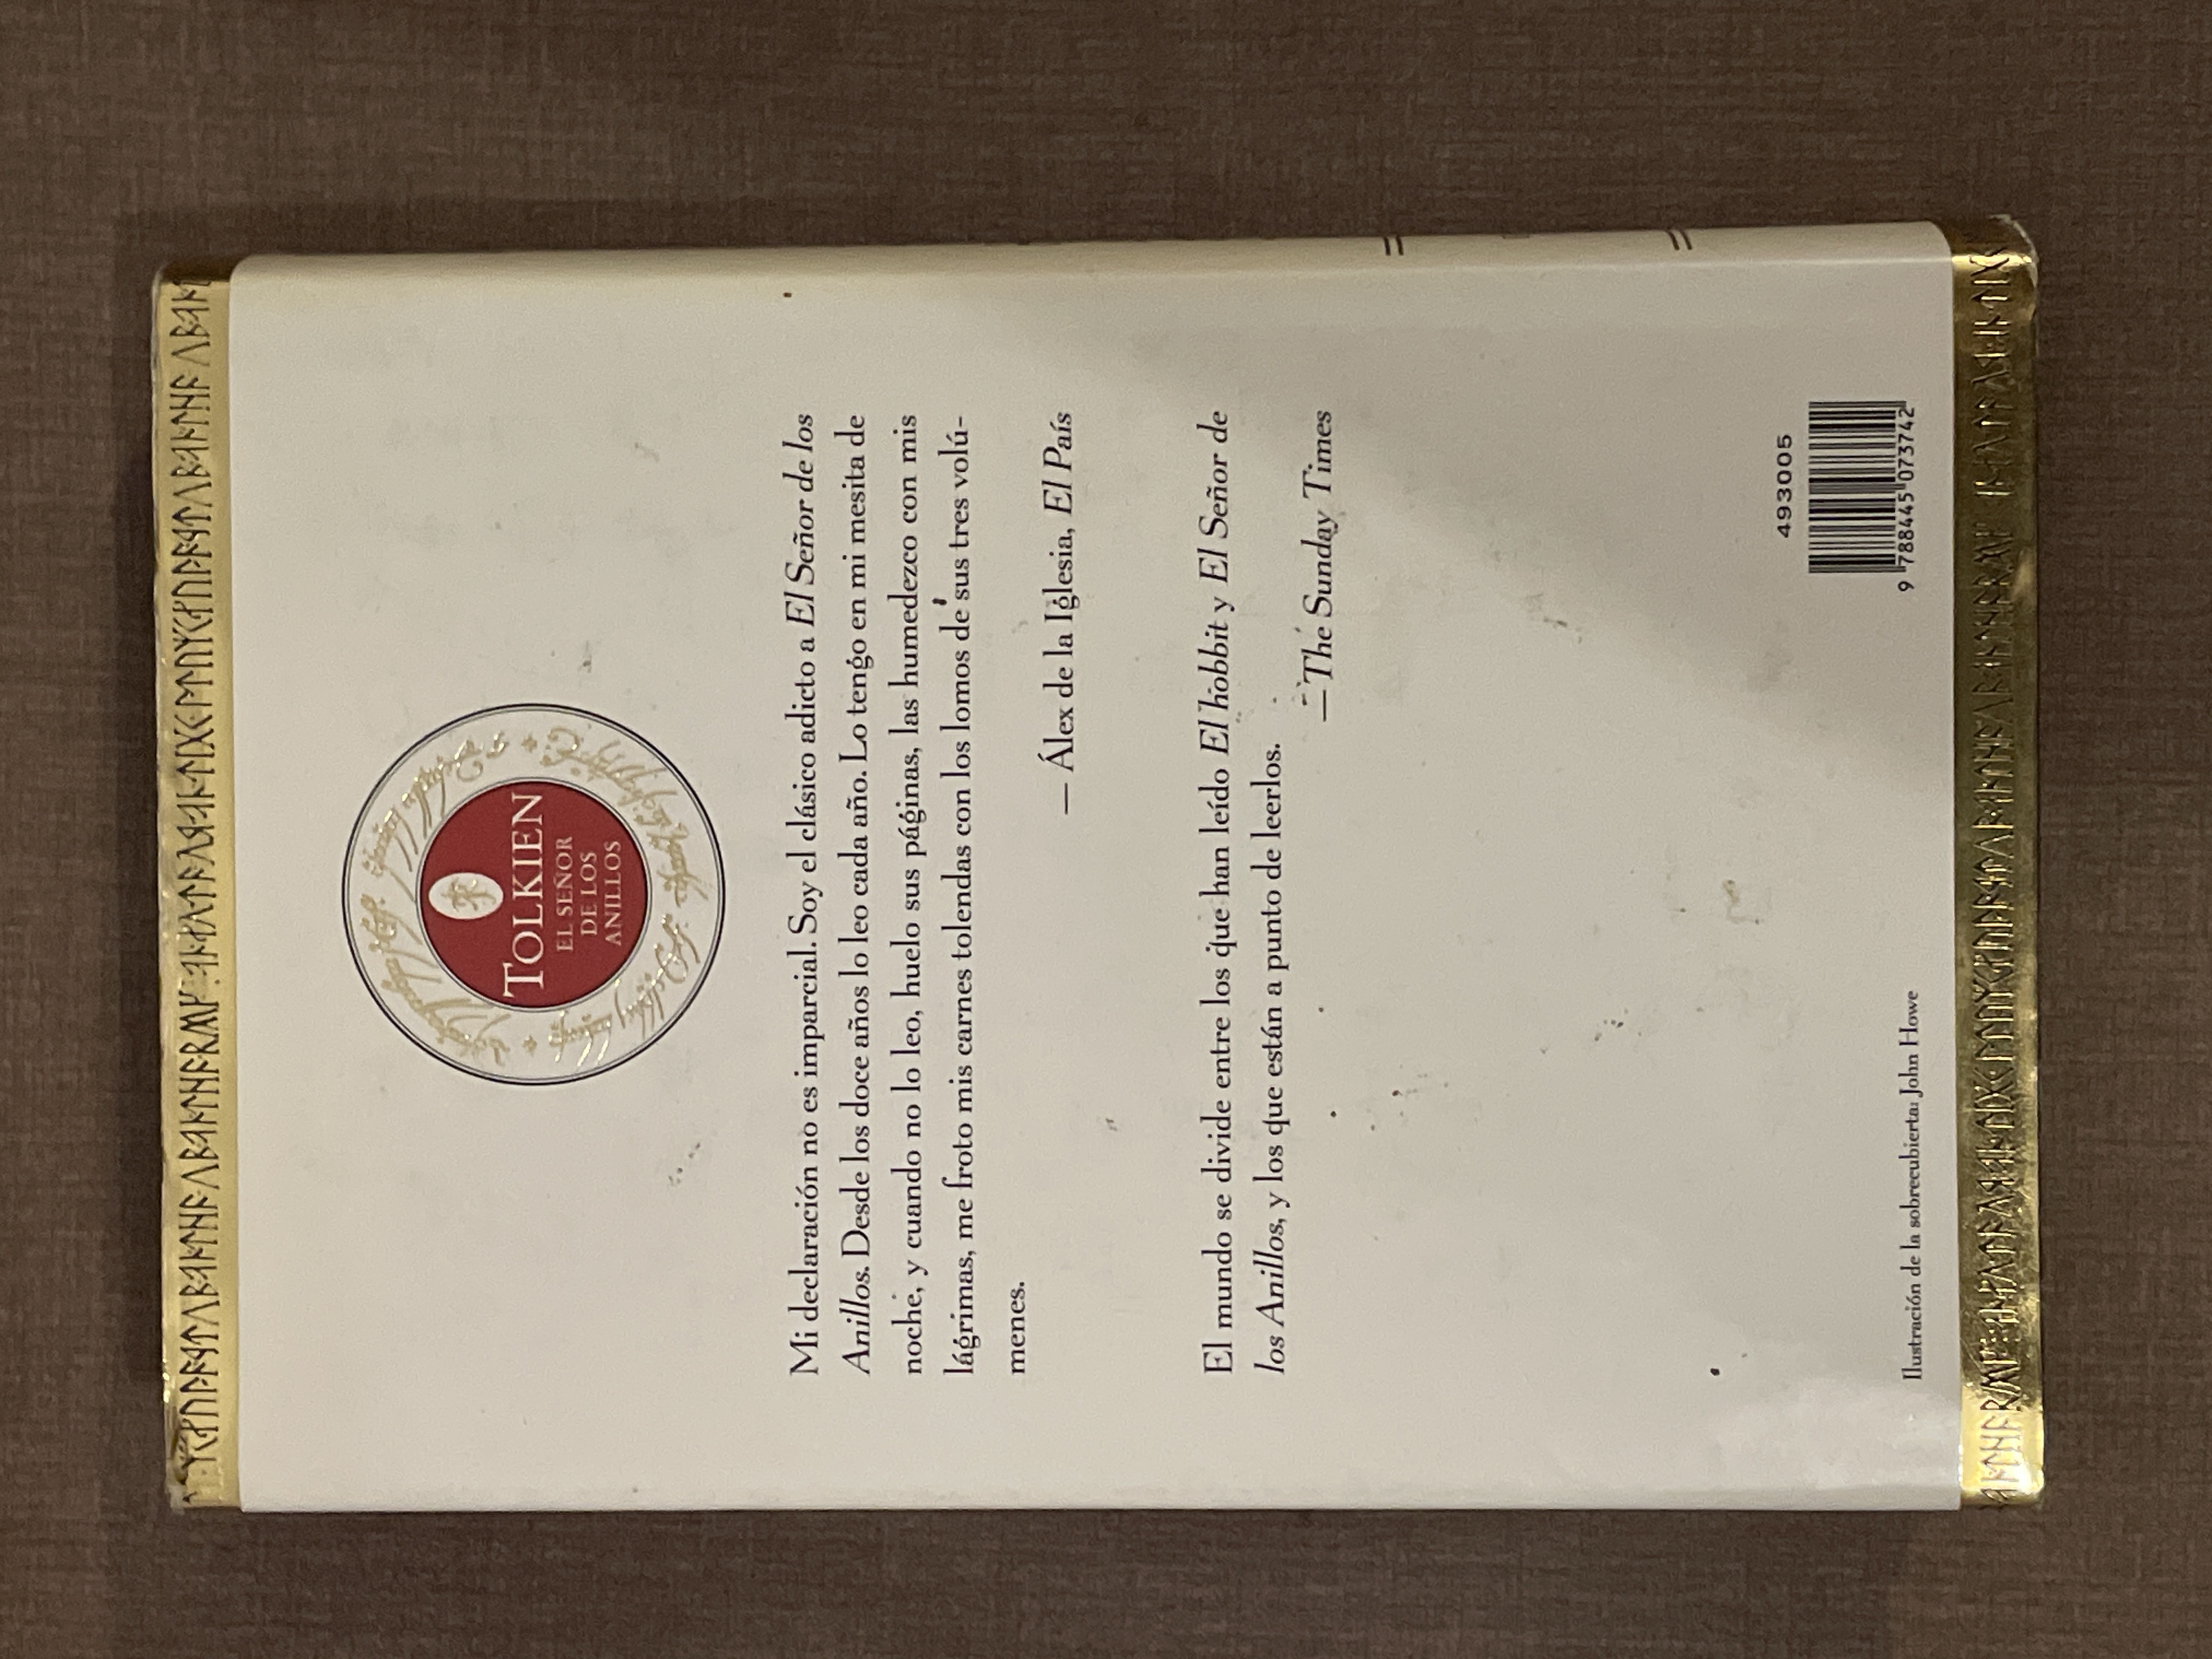 TOLKIEN
EL SEÑOR
DE LOS
ANILLOS
Mi declaración no es imparcial. Soy el clásico adicto a El Señor de los
Anillos. Desde los doce años lo leo cada año. Lo tengo en mi mesita de
noche, y cuando no lo leo, huelo sus páginas, las humedezco con mis
lágrimas, me froto mis carnes tolendas con los lomos de sus tres volú-
menes.
— Álex de la Iglesia, El País
El mundo se divide entre los que han leído El hobbit y El Señor de
los Anillos, y los que están a punto de leerlos.
— The Sunday Times
493005
9 788445 073742
Ilustración de la sobrecubierta: John Howe